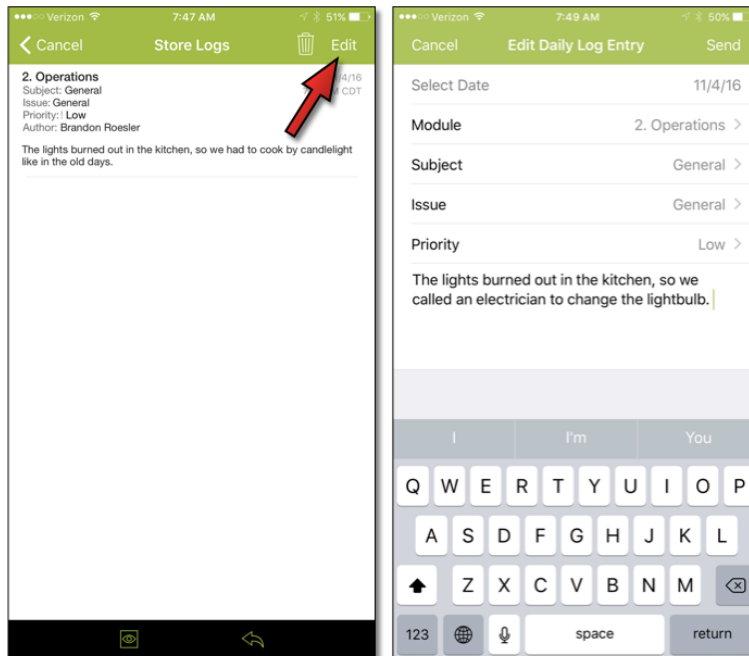 Verizon 7:47 AM 51%
Cancel Store Logs Edit
2. Operations /4/16
Subject: General M CDT
Issue: General
Priority:! Low
Author: Brandon Roesler
The lights burned out in the kitchen, so we had to cook by candlelight
like in the old days.
Verizon 7:49 AM 50%
Cancel Edit Daily Log Entry Send
Select Date 11/4/16
Module 2. Operations >
Subject General >
Issue General >
Priority Low >
The lights burned out in the kitchen, so we
called an electrician to change the lightbulb.
I I'm You
Q W E R T Y U I O P
A S D F G H J K L
Z X C V B N M
123 space return